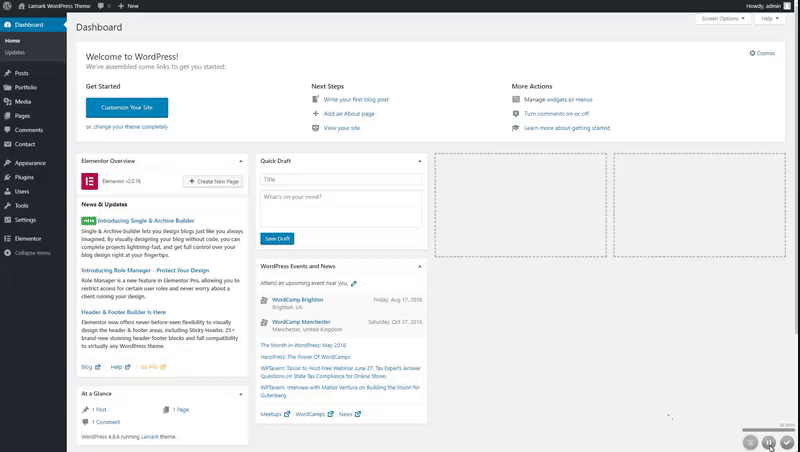 Lamark WordPress Theme 0 New Howdy, admin
Dashboard
Home
Updates
Posts
Portfolio
Media
Pages
Comments
Contact
Appearance
Plugins
Users
Tools
Settings
Elementor
Collapse menu
Dashboard
Screen Options Help
Welcome to WordPress!
We've assembled some links to get you started:
Dismiss
Get Started
Customize Your Site
or, change your theme completely
Next Steps
Write your first blog post
Add an About page
View your site
More Actions
Manage widgets or menus
Turn comments on or off
Learn more about getting started
Elementor Overview
Elementor v2.0.16
Create New Page
News & Updates
Introducing Single & Archive Builder
Single & Archive builder lets you design blogs just like you always
imagined. By visually designing your blog without code, you can
complete projects lightning-fast, and get full control over your
blog design right at your fingertips.
Introducing Role Manager - Protect Your Design
Role Manager is a new feature in Elementor Pro, allowing you to
restrict access for certain user roles and never worry about a
client ruining your design.
Header & Footer Builder Is Here
Elementor now offers never-before-seen flexibility to visually
design the header & footer areas, including Sticky Header, 25+
brand-new stunning header-footer blocks and full compatibility
to virtually any WordPress theme.
Blog Help Go Pro
At a Glance
1 Post 1 Page
1 Comment
WordPress 4.9.6 running Lamark theme.
Quick Draft
Title
What's on your mind?
Save Draft
WordPress Events and News
Attend an upcoming event near you.
WordCamp Brighton Friday, Aug 17, 2018
Brighton, UK
WordCamp Manchester Saturday, Oct 27, 2018
Manchester, United Kingdom
The Month in WordPress: May 2018
HeroPress: The Power Of WordCamps
WPTavern: TaxJar to Host Free Webinar June 27: Tax Experts Answer
Questions on State Tax Compliance for Online Stores
WPTavern: Interview with Matías Ventura on Building the Vision for
Gutenberg
Meetups WordCamps News